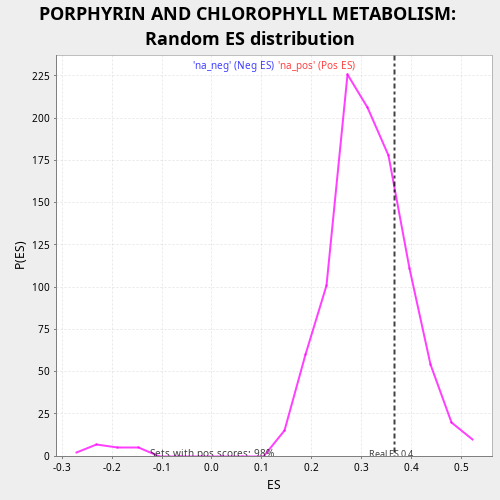 PORPHYRIN AND CHLOROPHYLL METABOLISM:
Random ES distribution
'na_neg' (Neg ES) 'na_pos' (Pos ES)
225
200
175
150
125
100
75
50
25
0
P(ES)
Sets with pos scores: 98%
Real ES 0.4
-0.3 -0.2 -0.1 0.0 0.1 0.2 0.3 0.4 0.5
ES